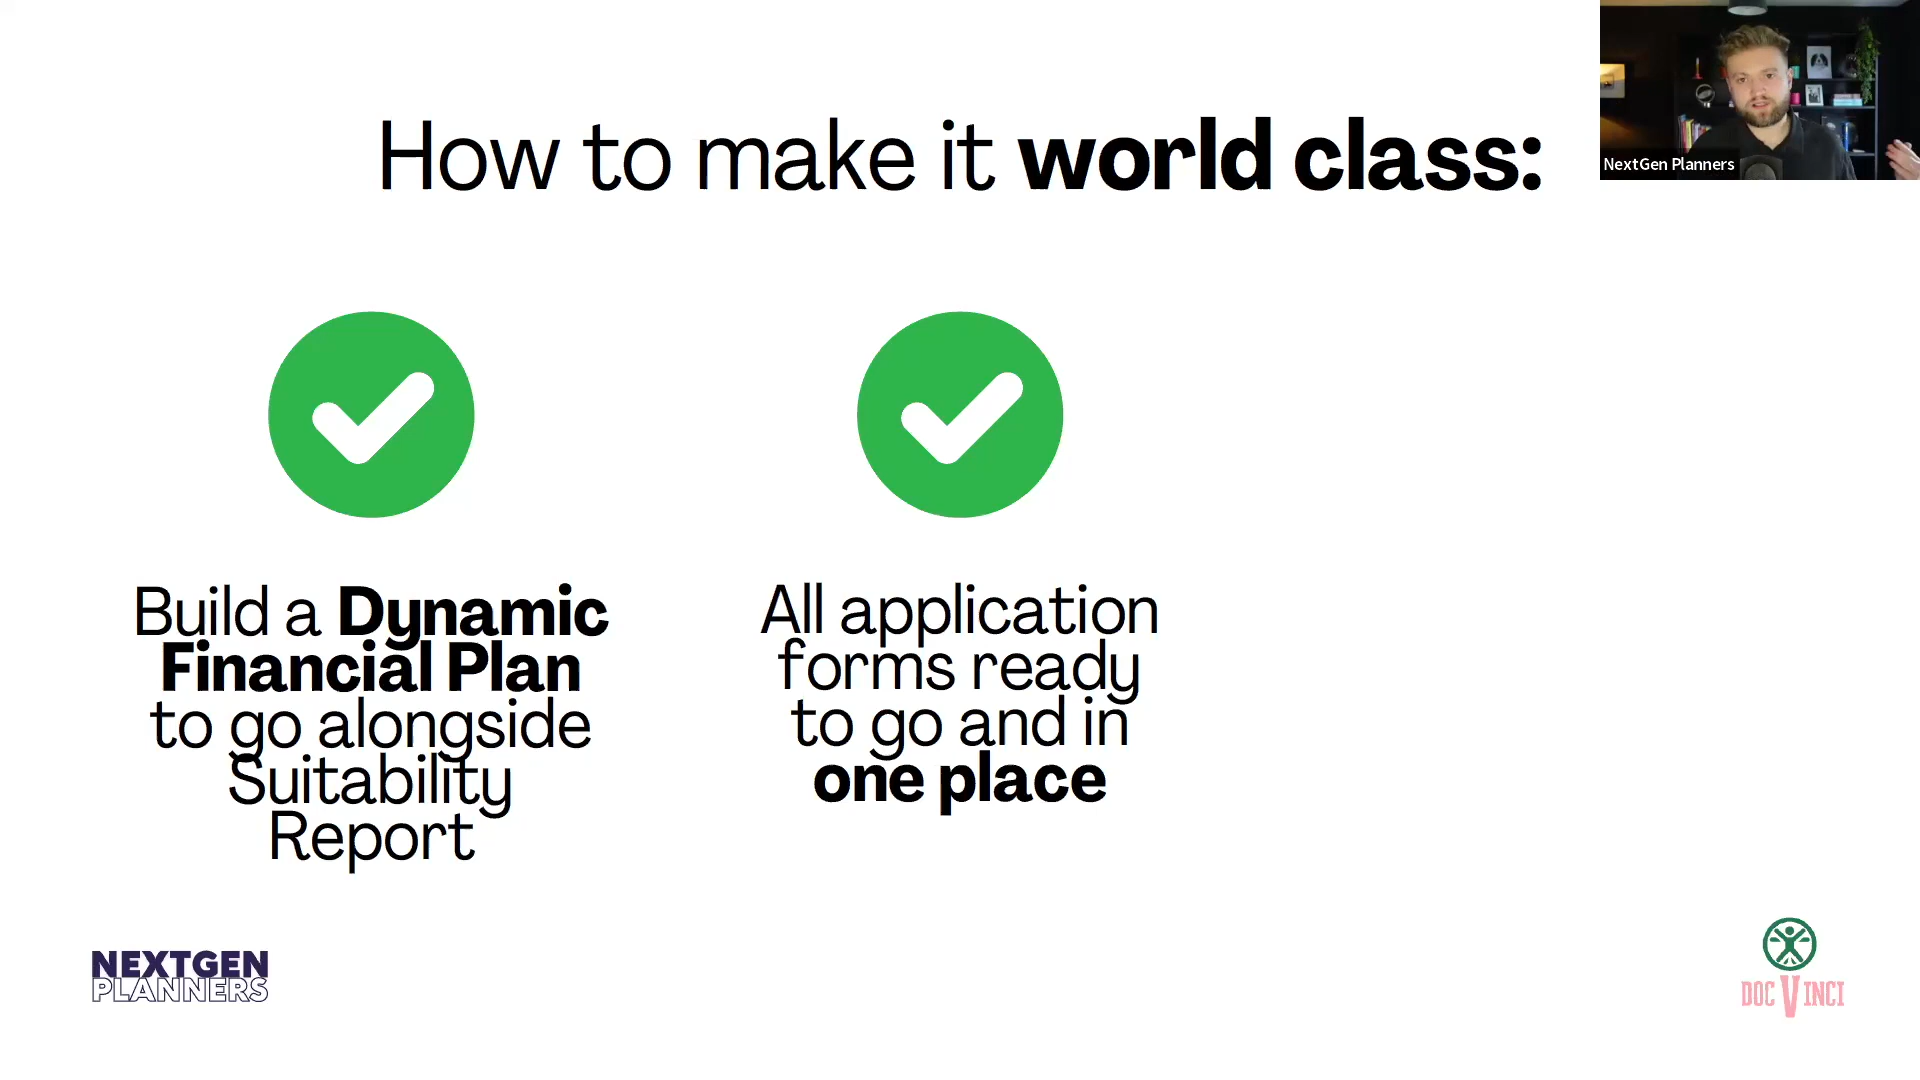 How to make it world class:
NextGen Planners
Build a Dynamic
Financial Plan
to go alongside
Suitability
Report
All application
forms ready
to go and in
one place
NEXTGEN
PLANNERS
DOC VINCI